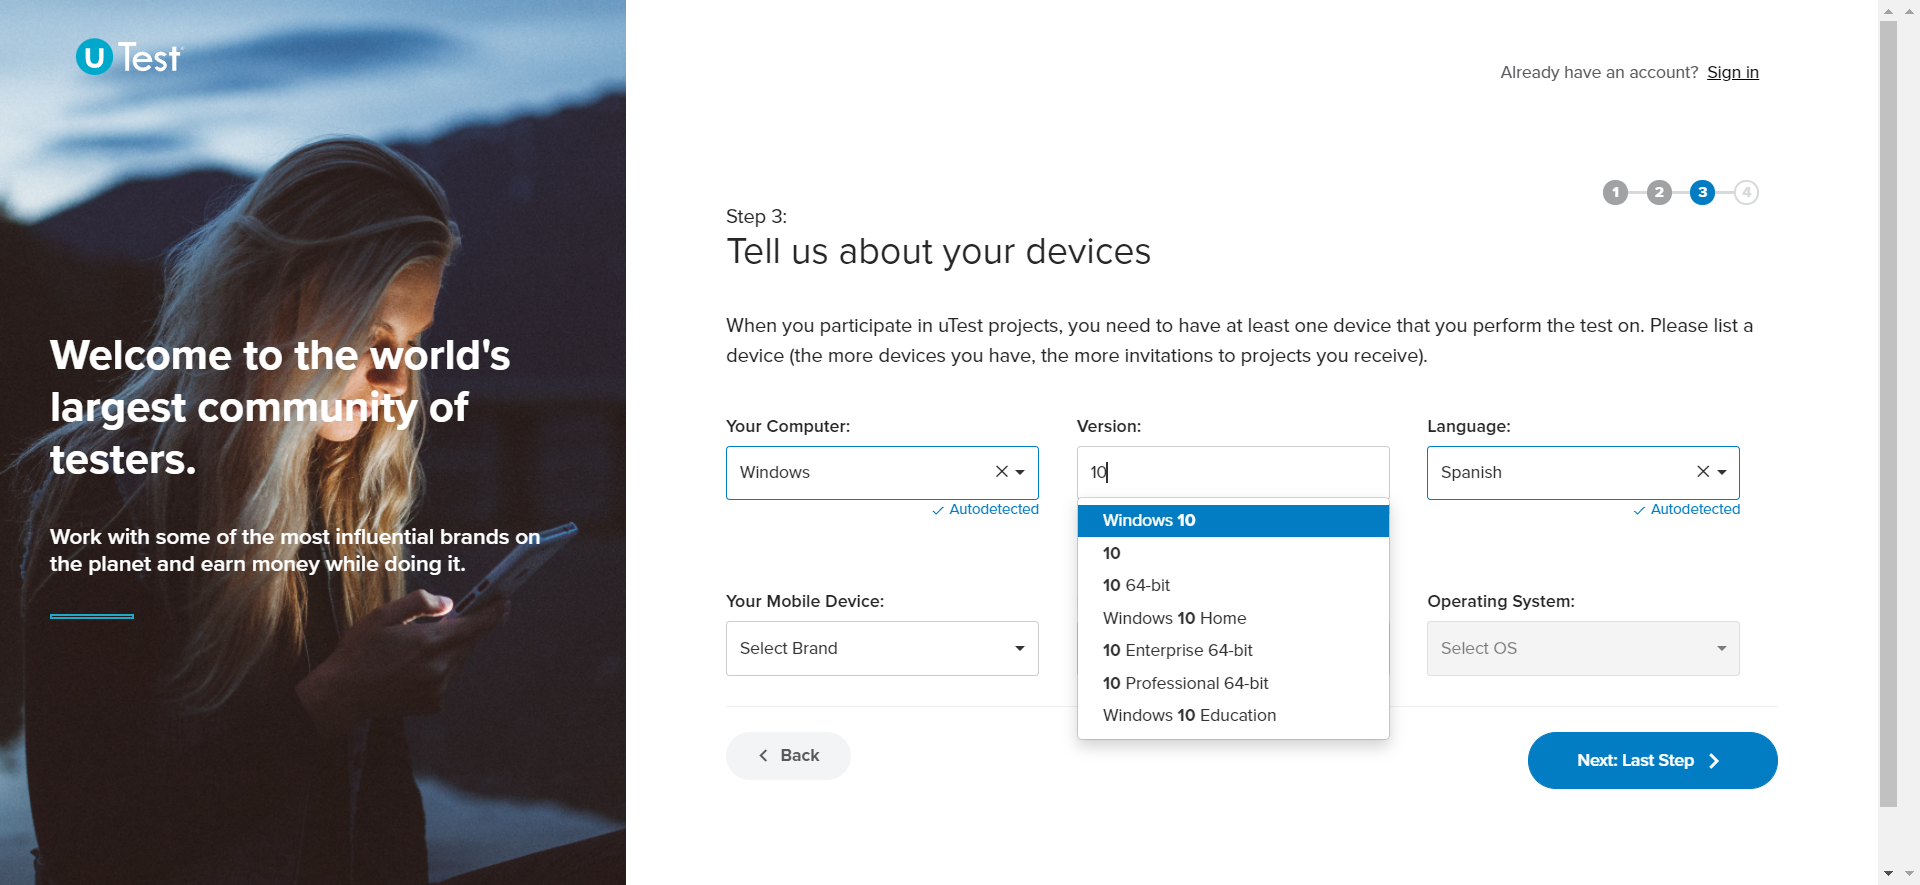 U Test
Welcome to the world's
largest community of
testers.
Work with some of the most influential brands on
the planet and earn money while doing it.
Already have an account? Sign in
1 2 3 4
Step 3:
Tell us about your devices
When you participate in uTest projects, you need to have at least one device that you perform the test on. Please list a
device (the more devices you have, the more invitations to projects you receive).
Your Computer:
Windows
Autodetected
Version:
10
Windows 10
10
10 64-bit
Windows 10 Home
10 Enterprise 64-bit
10 Professional 64-bit
Windows 10 Education
Language:
Spanish
Autodetected
Your Mobile Device:
Select Brand
Operating System:
Select OS
Back
Next: Last Step